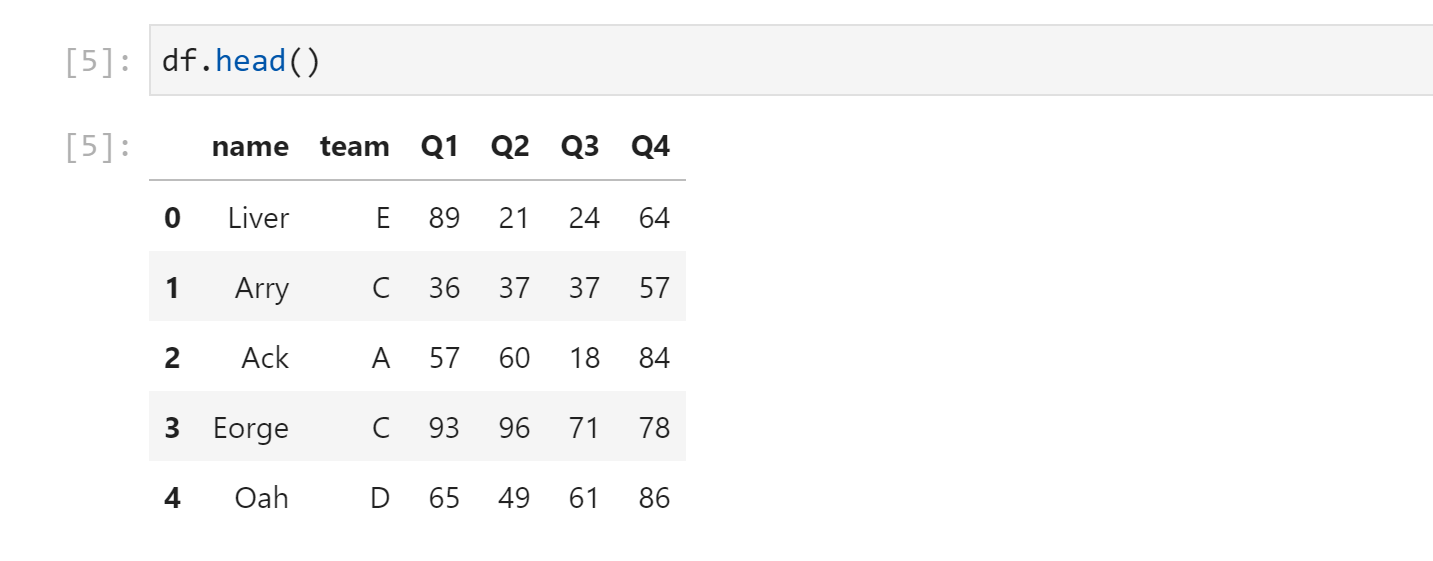 [5]: df.head()
[5]: name team Q1 Q2 Q3 Q4
0 Liver E 89 21 24 64
1 Arry C 36 37 37 57
2 Ack A 57 60 18 84
3 Eorge C 93 96 71 78
4 Oah D 65 49 61 86